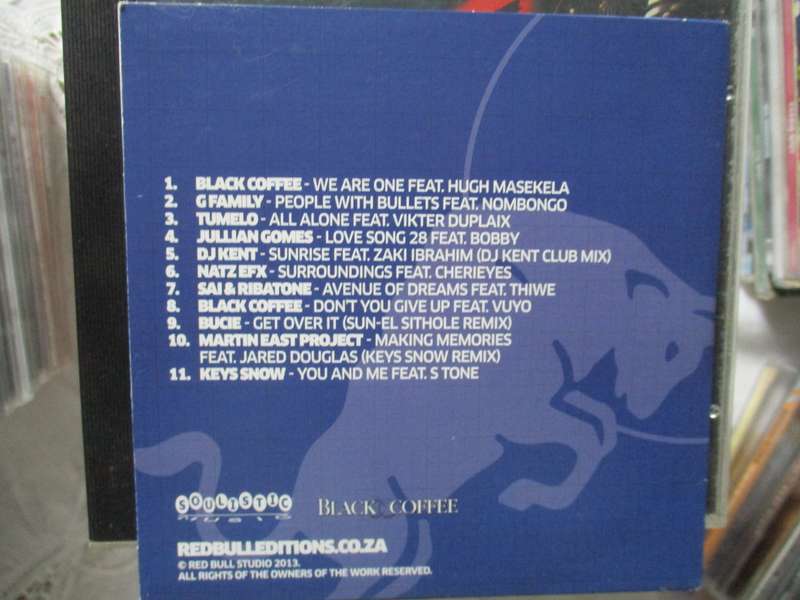 1. BLACK COFFEE - WE ARE ONE FEAT. HUGH MASEKELA
2. G FAMILY - PEOPLE WITH BULLETS FEAT. NOMBONGO
3. TUMELO - ALL ALONE FEAT. VIKTER DUPLAIX
4. JULLIAN GOMES - LOVE SONG 28 FEAT. BOBBY
5. DJ KENT - SUNRISE FEAT. ZAKI IBRAHIM (DJ KENT CLUB MIX)
6. NATZ EFX - SURROUNDINGS FEAT. CHERIEYES
7. SAI & RIBATONE - AVENUE OF DREAMS FEAT. THIWE
8. BLACK COFFEE - DON'T YOU GIVE UP FEAT. VUYO
9. BUCIE - GET OVER IT (SUN-EL SITHOLE REMIX)
10. MARTIN EAST PROJECT - MAKING MEMORIES
FEAT. JARED DOUGLAS (KEYS SNOW REMIX)
11. KEYS SNOW - YOU AND ME FEAT. S TONE
SOULISTIC
MUSIC
BLACK COFFEE
REDBULLEDITIONS.CO.ZA
© RED BULL STUDIO 2013.
ALL RIGHTS OF THE OWNERS OF THE WORK RESERVED.